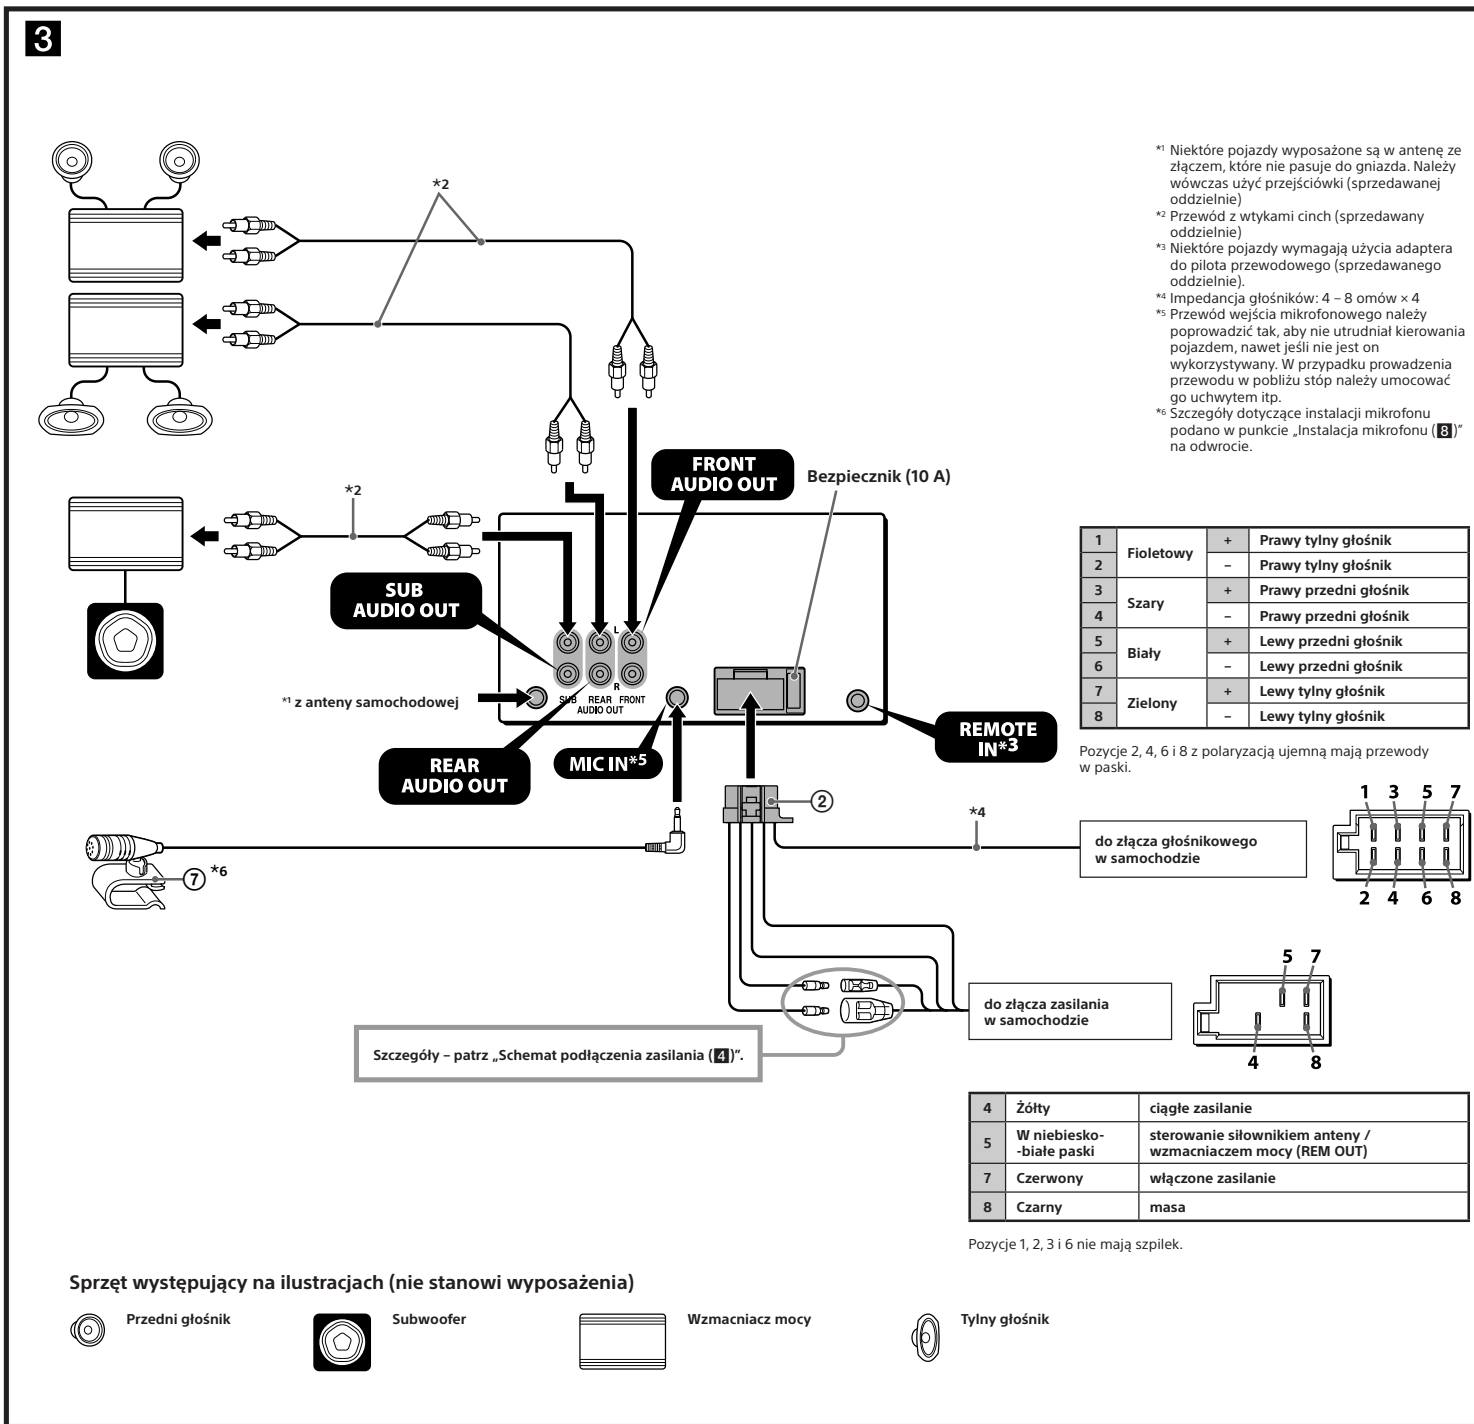 3
*2
*1 Niektóre pojazdy wyposażone są w antenę ze
złączem, które nie pasuje do gniazda. Należy
wówczas użyć przejściówki (sprzedawanej
oddzielnie)
*2 Przewód z wtykami cinch (sprzedawany
oddzielnie)
*3 Niektóre pojazdy wymagają użycia adaptera
do pilota przewodowego (sprzedawanego
oddzielnie).
*4 Impedancja głośników: 4 – 8 omów × 4
*5 Przewód wejścia mikrofonowego należy
poprowadzić tak, aby nie utrudniał kierowania
pojazdem, nawet jeśli nie jest on
wykorzystywany. W przypadku prowadzenia
przewodu w pobliżu stóp należy umocować
go uchwytem itp.
*6 Szczegóły dotyczące instalacji mikrofonu
podano w punkcie „Instalacja mikrofonu (8)”
na odwrocie.
FRONT
AUDIO OUT
Bezpiecznik (10 A)
*2
SUB
AUDIO OUT
L
R
SUB REAR FRONT
AUDIO OUT
*1 z anteny samochodowej
REAR
AUDIO OUT
MIC IN*5
REMOTE
IN*3
1 Fioletowy + Prawy tylny głośnik
2 – Prawy tylny głośnik
3 Szary + Prawy przedni głośnik
4 – Prawy przedni głośnik
5 Biały + Lewy przedni głośnik
6 – Lewy przedni głośnik
7 Zielony + Lewy tylny głośnik
8 – Lewy tylny głośnik
Pozycje 2, 4, 6 i 8 z polaryzacją ujemną mają przewody
w paski.
2
*4
do złącza głośnikowego
w samochodzie
1 3 5 7
2 4 6 8
7 *6
do złącza zasilania
w samochodzie
5 7
4 8
Szczegóły – patrz „Schemat podłączenia zasilania (4)”.
4 Żółty ciągłe zasilanie
5 W niebiesko-
-białe paski sterowanie siłownikiem anteny /
wzmacniaczem mocy (REM OUT)
7 Czerwony włączone zasilanie
8 Czarny masa
Pozycje 1, 2, 3 i 6 nie mają szpilek.
Sprzęt występujący na ilustracjach (nie stanowi wyposażenia)
Przedni głośnik
Subwoofer
Wzmacniacz mocy
Tylny głośnik